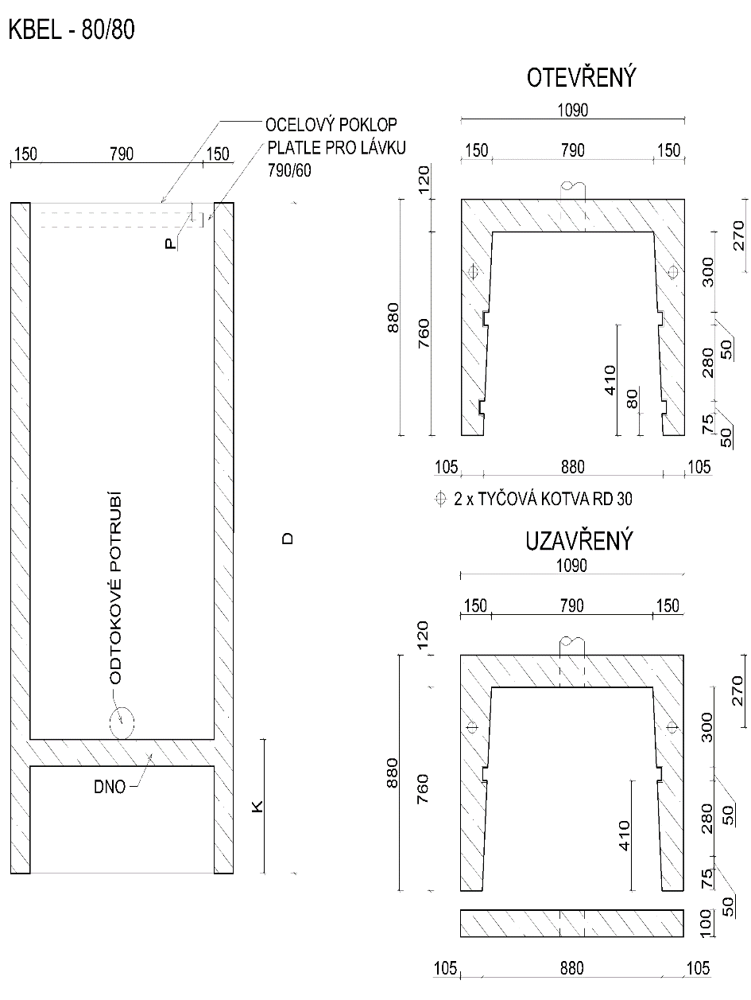 KBEL - 80/80
OCELOVÝ POKLOP
PLATLE PRO LÁVKU
790/60
150 790 150
P
D
ODTOKOVÉ POTRUBÍ
DNO
K
OTEVŘENÝ
1090
150 790 150
120
270
880
760
300
50
280
410
80
75
50
105 880 105
2 x TYČOVÁ KOTVA RD 30
UZAVŘENÝ
1090
150 790 150
120
270
880
760
300
50
280
410
75
50
100
105 880 105